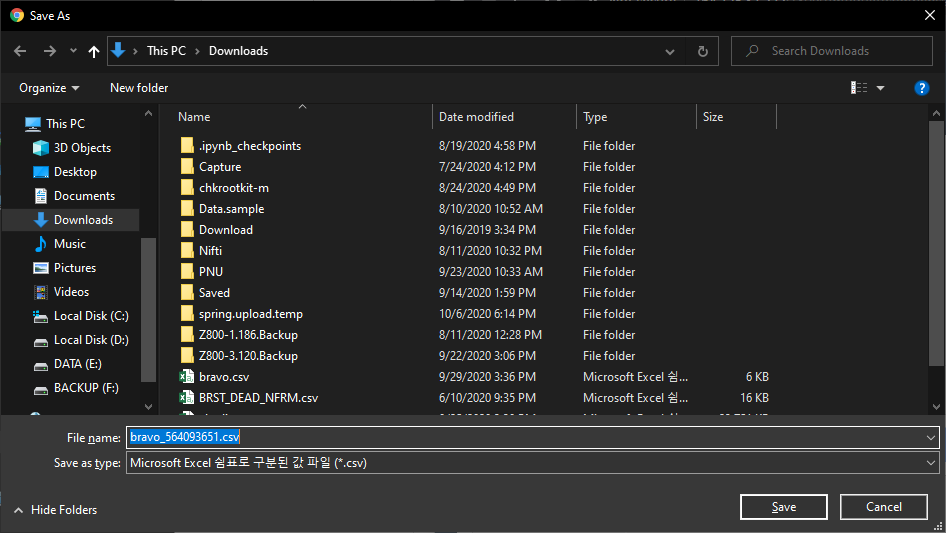 Save As
This PC > Downloads
Search Downloads
Organize
New folder
?
Name Date modified Type Size
This PC
3D Objects
Desktop
Documents
Downloads
Music
Pictures
Videos
Local Disk (C:)
Local Disk (D:)
DATA (E:)
BACKUP (F:)
.ipynb_checkpoints 8/19/2020 4:58 PM File folder
Capture 7/24/2020 4:12 PM File folder
chkrootkit-m 8/24/2020 4:49 PM File folder
Data.sample 8/10/2020 10:52 AM File folder
Download 9/16/2019 3:34 PM File folder
Nifti 8/11/2020 10:32 PM File folder
PNU 9/23/2020 10:33 AM File folder
Saved 9/14/2020 1:59 PM File folder
spring.upload.temp 10/6/2020 6:14 PM File folder
Z800-1.186.Backup 8/11/2020 12:28 PM File folder
Z800-3.120.Backup 9/22/2020 3:06 PM File folder
bravo.csv 9/29/2020 3:36 PM Microsoft Excel 쉼... 6 KB
BRST_DEAD_NFRM.csv 6/10/2020 9:35 PM Microsoft Excel 쉼... 16 KB
File name: bravo_564093651.csv
Save as type: Microsoft Excel 쉼표로 구분된 값 파일 (*.csv)
Hide Folders
Save
Cancel